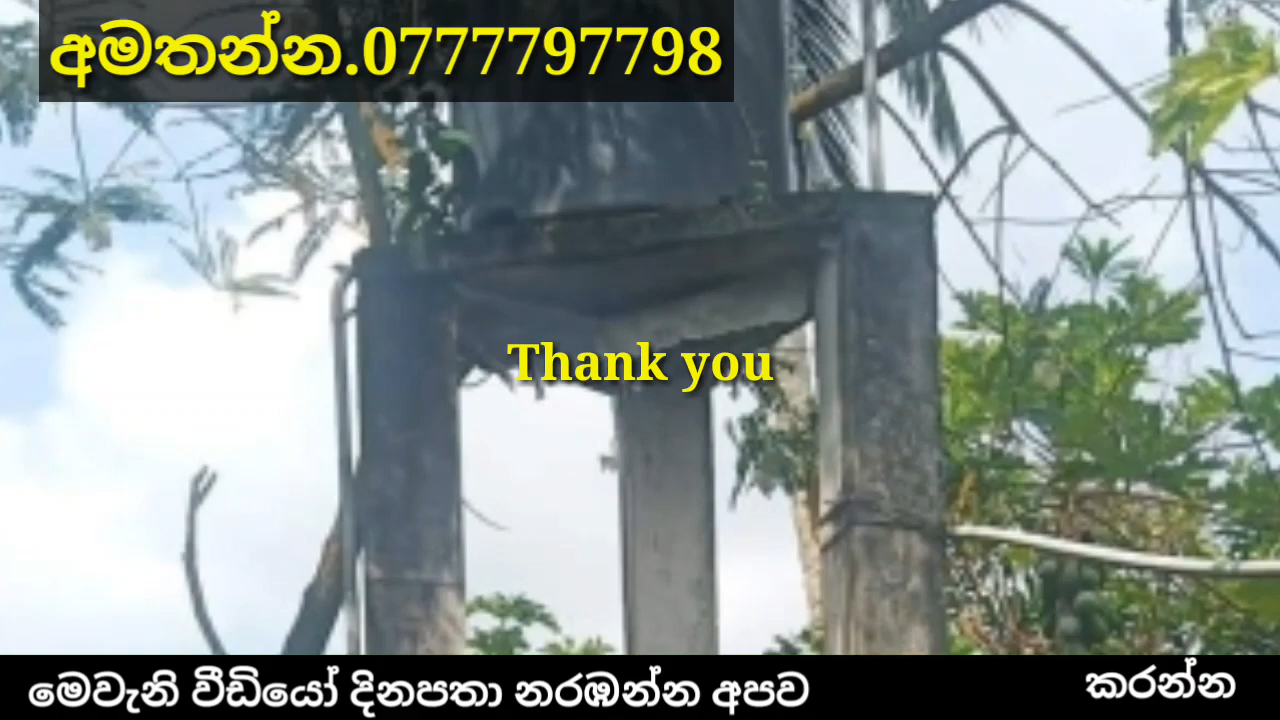 අමතන්න.0777797798
Thank you
මෙවැනි වීඩියෝ දිනපතා නරඹන්න අපව
කරන්න